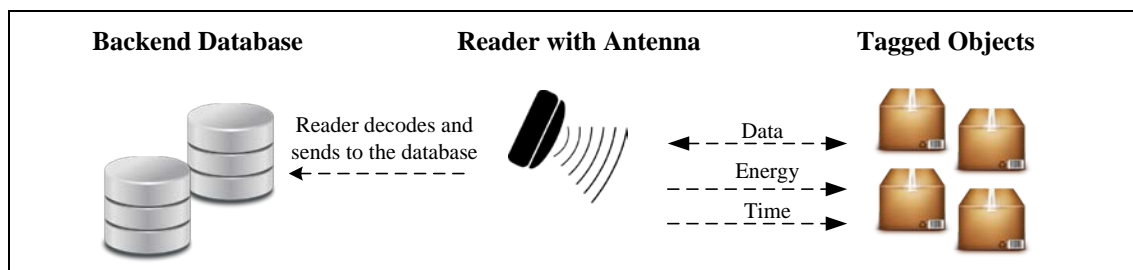 Backend Database
Reader with Antenna
Tagged Objects
Reader decodes and
sends to the database
Data
Energy
Time